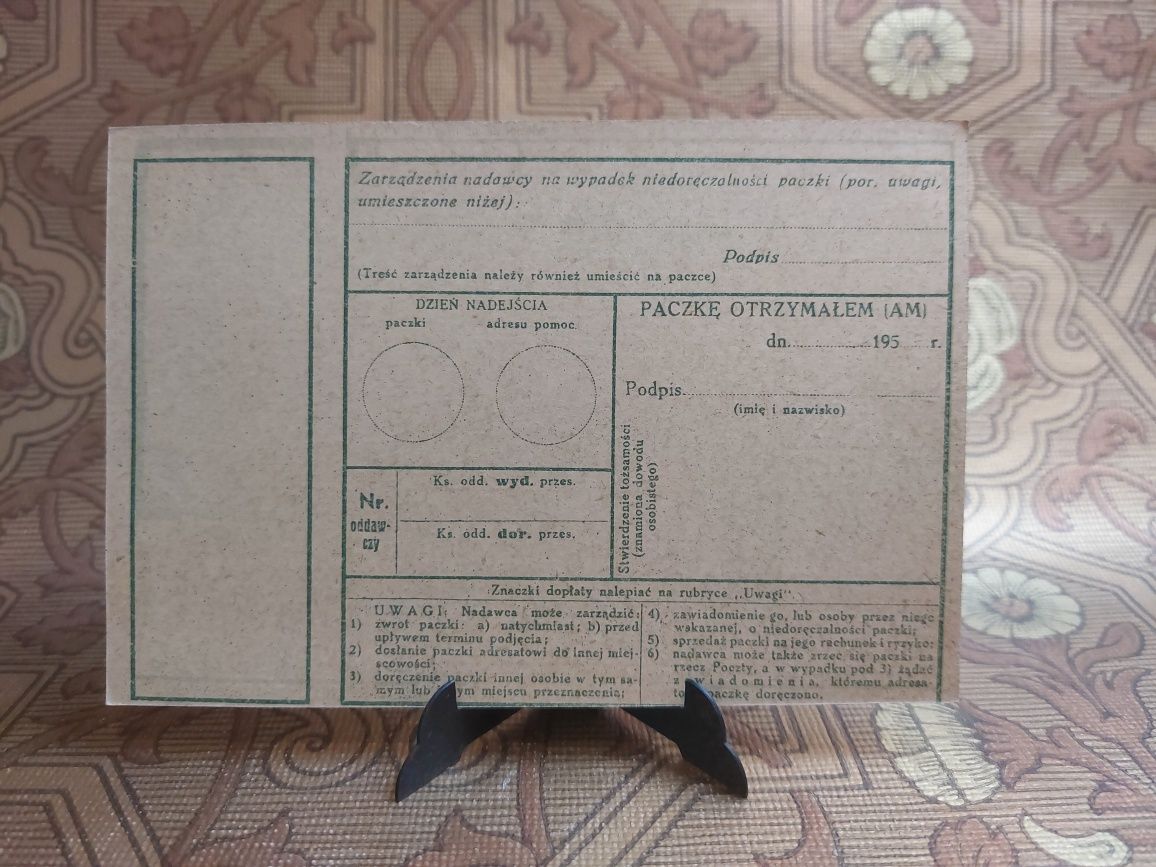 Zarządzenia nadawcy na wypadek niedoręczalności paczki (por. uwagi,
umieszczone niżej):
Podpis
(Treść zarządzenia należy również umieścić na paczce)
DZIEŃ NADEJŚCIA
paczki adresu pomoc.
PACZKĘ OTRZYMAŁEM (AM)
dn. 195 r.
Podpis
(imię i nazwisko)
Stwierdzenie tożsamości
(znamiona dowodu
osobistego)
Nr.
oddaw-
czy
Ks. odd. wyd. przes.
Ks. odd. dor. przes.
Znaczki dopłaty nalepiać na rubryce „Uwagi".
UWAGI: Nadawca może zarządzić:
1) zwrot paczki: a) natychmiast; b) przed
upływem terminu podjęcia;
2) dosłanie paczki adresatowi do innej miej-
scowości;
3) doręczenie paczki innej osobie w tym sa-
mym lub innym miejscu przeznaczenia;
4) zawiadomienie go, lub osoby przez niego
wskazanej, o niedoręczalności paczki;
5) sprzedaż paczki na jego rachunek i ryzyko;
6) nadawca może także zrzec się paczki na
rzecz Poczty, a w wypadku pod 3) żądać
zawiadomienia, któremu adresa-
paczkę doręczono.